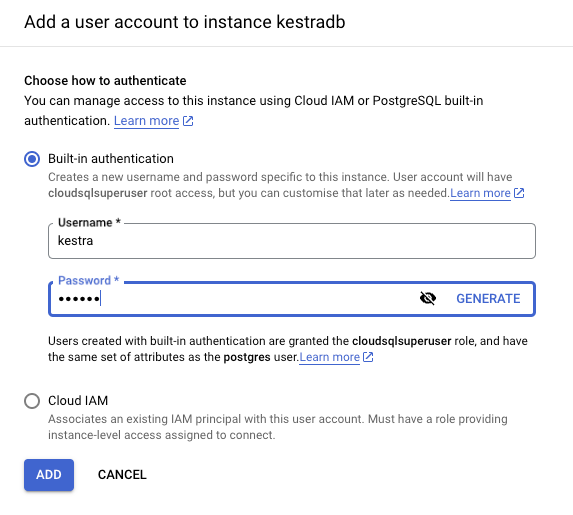 Add a user account to instance kestradb
Choose how to authenticate
You can manage access to this instance using Cloud IAM or PostgreSQL built-in
authentication. Learn more
Built-in authentication
Creates a new username and password specific to this instance. User account will have
cloudsqlsuperuser root access, but you can customise that later as needed.Learn more
Username *
kestra
Password *
••••••
GENERATE
Users created with built-in authentication are granted the cloudsqlsuperuser role, and have
the same set of attributes as the postgres user.Learn more
Cloud IAM
Associates an existing IAM principal with this user account. Must have a role providing
instance-level access assigned to connect.
ADD
CANCEL